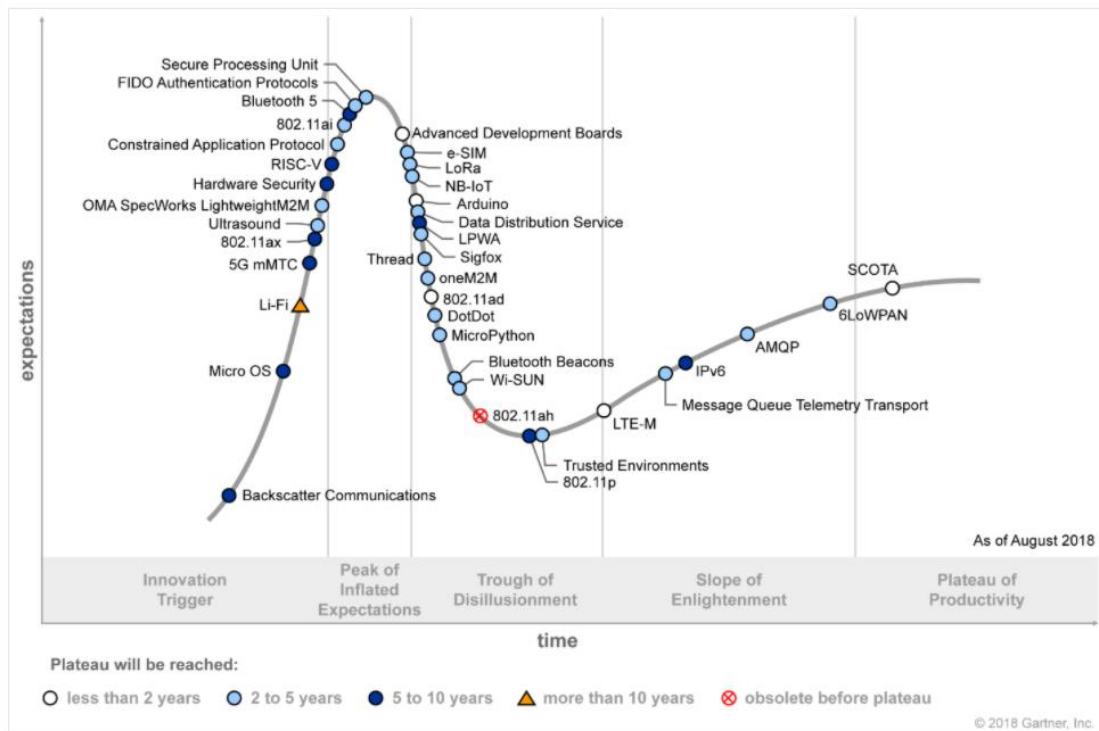 Secure Processing Unit
FIDO Authentication Protocols
Bluetooth 5
802.11ai
Constrained Application Protocol
RISC-V
Hardware Security
OMA SpecWorks LightweightM2M
Ultrasound
802.11ax
5G mMTC
Li-Fi
Micro OS
Backscatter Communications
Advanced Development Boards
e-SIM
LoRa
NB-IoT
Arduino
Data Distribution Service
LPWA
Sigfox
Thread
oneM2M
802.11ad
DotDot
MicroPython
Bluetooth Beacons
Wi-SUN
802.11ah
Trusted Environments
802.11p
LTE-M
Message Queue Telemetry Transport
IPv6
AMQP
6LoWPAN
SCOTA
expectations
As of August 2018
Innovation
Trigger
Peak of
Inflated
Expectations
Trough of
Disillusionment
Slope of
Enlightenment
Plateau of
Productivity
time
Plateau will be reached:
less than 2 years
2 to 5 years
5 to 10 years
more than 10 years
obsolete before plateau
© 2018 Gartner, Inc.